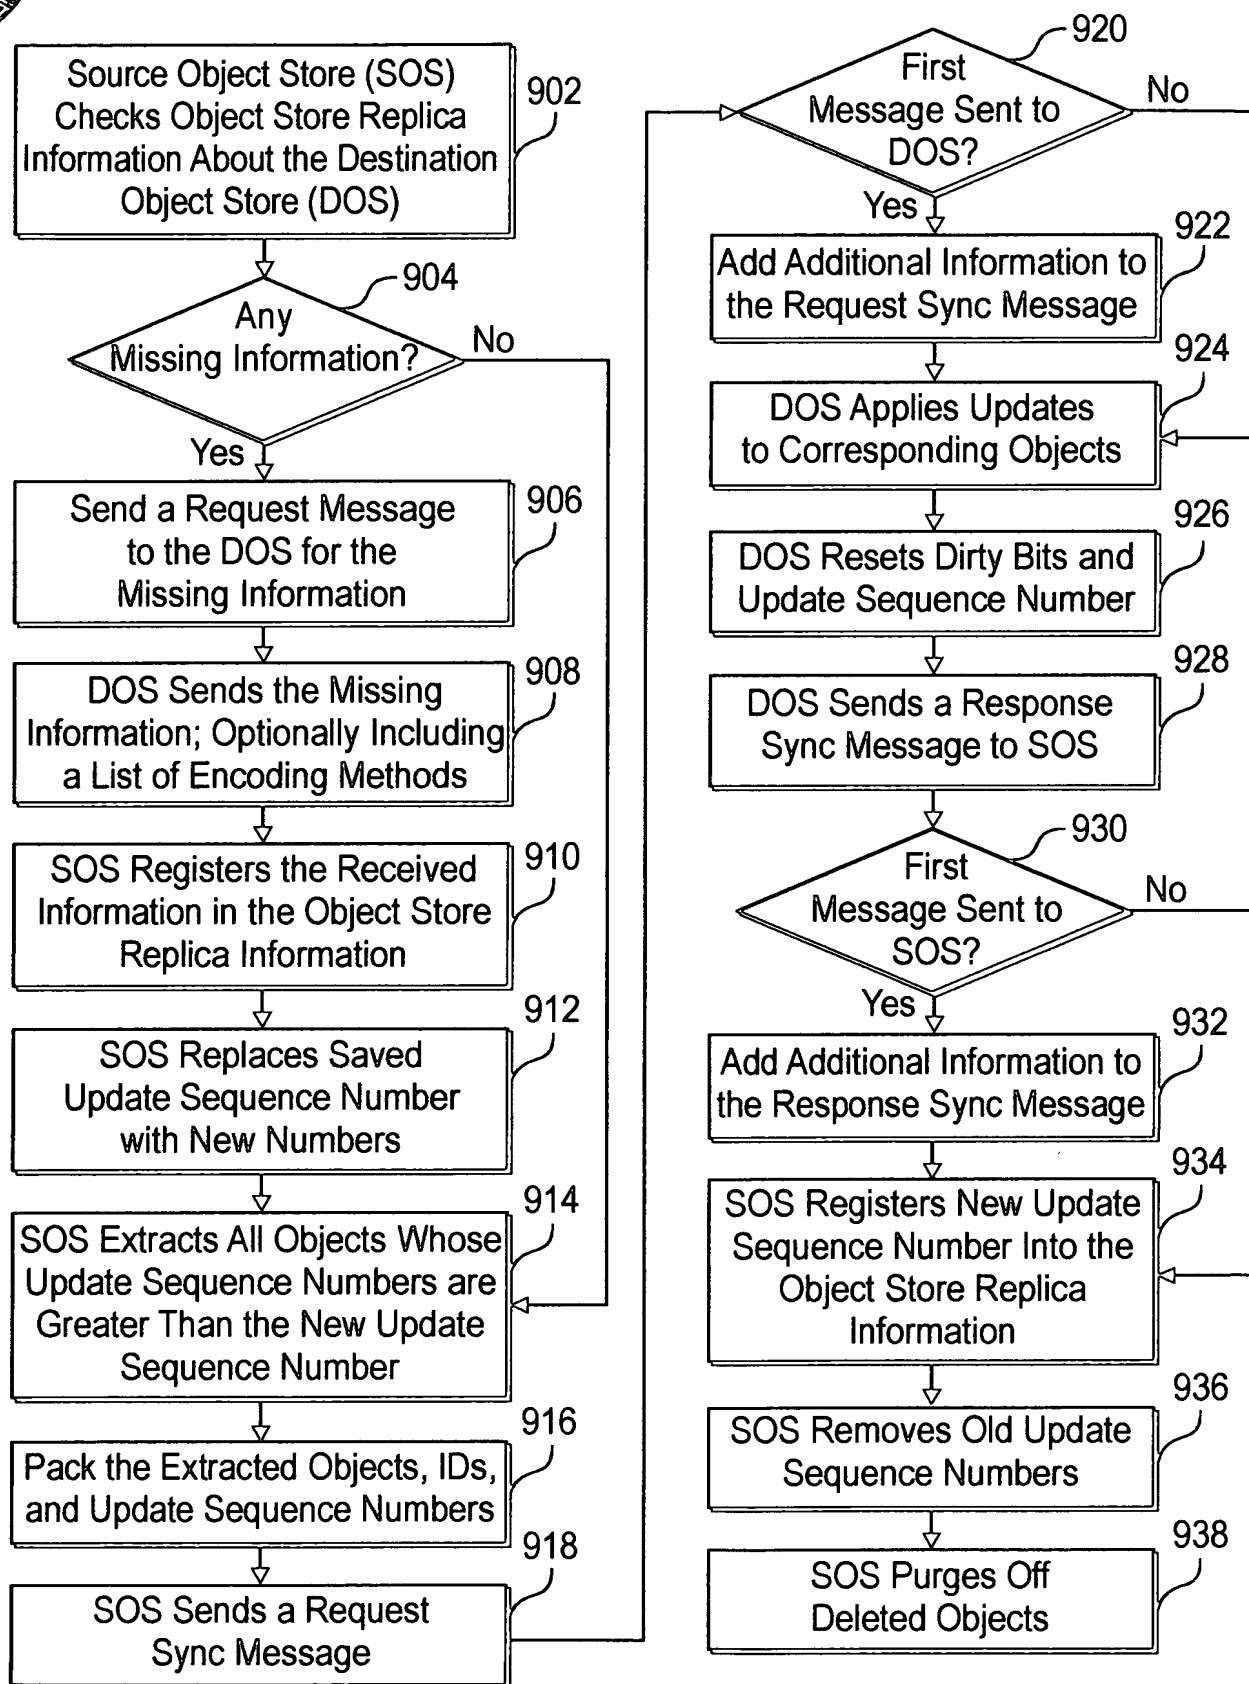 Source Object Store (SOS)
Checks Object Store Replica
Information About the Destination
Object Store (DOS)
902
Any
Missing Information?
904
No
Yes
Send a Request Message
to the DOS for the
Missing Information
906
DOS Sends the Missing
Information; Optionally Including
a List of Encoding Methods
908
SOS Registers the Received
Information in the Object Store
Replica Information
910
SOS Replaces Saved
Update Sequence Number
with New Numbers
912
SOS Extracts All Objects Whose
Update Sequence Numbers are
Greater Than the New Update
Sequence Number
914
Pack the Extracted Objects, IDs,
and Update Sequence Numbers
916
SOS Sends a Request
Sync Message
918
First
Message Sent to
DOS?
920
No
Yes
Add Additional Information to
the Request Sync Message
922
DOS Applies Updates
to Corresponding Objects
924
DOS Resets Dirty Bits and
Update Sequence Number
926
DOS Sends a Response
Sync Message to SOS
928
First
Message Sent to
SOS?
930
No
Yes
Add Additional Information to
the Response Sync Message
932
SOS Registers New Update
Sequence Number Into the
Object Store Replica
Information
934
SOS Removes Old Update
Sequence Numbers
936
SOS Purges Off
Deleted Objects
938